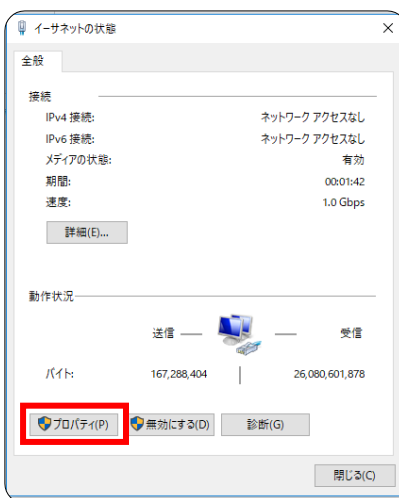 イーサネットの状態
全般
接続
IPv4 接続: ネットワーク アクセスなし
IPv6 接続: ネットワーク アクセスなし
メディアの状態: 有効
期間: 00:01:42
速度: 1.0 Gbps
詳細(E)...
動作状況
送信 受信
バイト: 167,288,404 26,080,601,878
プロパティ(P) 無効にする(D) 診断(G)
閉じる(C)